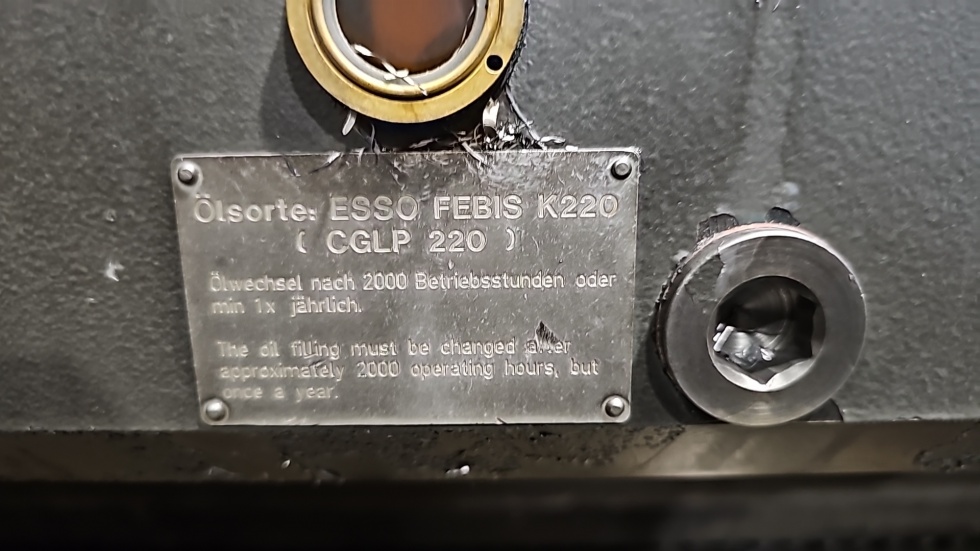 Ölsorte: ESSO FEBIS K220
( CGLP 220 )
Ölwechsel nach 2000 Betriebsstunden oder
min 1x jährlich.
The oil filling must be changed after
approximately 2000 operating hours, but
once a year.